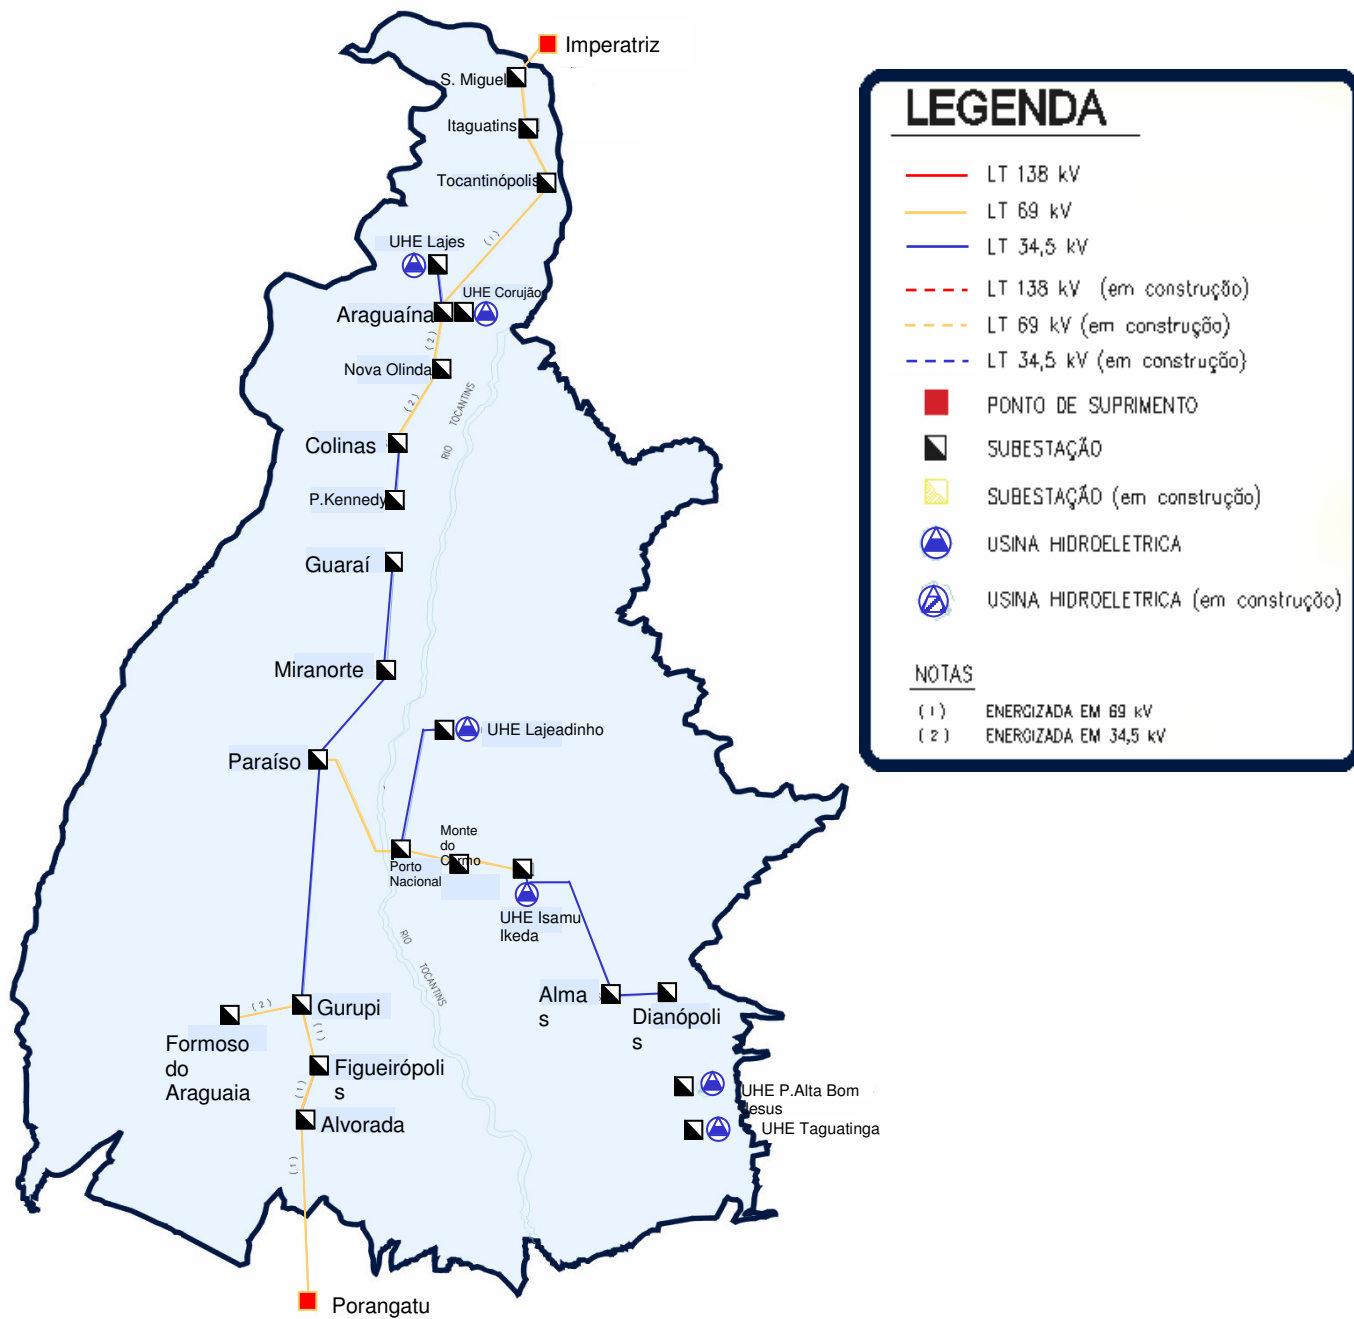 Imperatriz
S. Miguel
Itaguatins
Tocantinópolis
(1)
UHE Lajes
UHE Corujão
Araguaína
(2)
Nova Olinda
(2)
RIO TOCANTINS
Colinas
P.Kennedy
Guaraí
Miranorte
UHE Lajeadinho
Paraíso
Monte
do
Carmo
Porto
Nacional
UHE Isamu
Ikeda
RIO TOCANTINS
Alma
s
Dianópoli
s
(2)
Gurupi
(1)
Formoso
do
Araguaia
Figueirópoli
s
(1)
Alvorada
(1)
UHE P.Alta Bom
Jesus
UHE Taguatinga
Porangatu
LEGENDA
LT 138 kV
LT 69 kV
LT 34,5 kV
LT 138 kV (em construção)
LT 69 kV (em construção)
LT 34,5 kV (em construção)
PONTO DE SUPRIMENTO
SUBESTAÇÃO
SUBESTAÇÃO (em construção)
USINA HIDROELETRICA
USINA HIDROELETRICA (em construção)
NOTAS
(1) ENERGIZADA EM 69 kV
(2) ENERGIZADA EM 34,5 kV